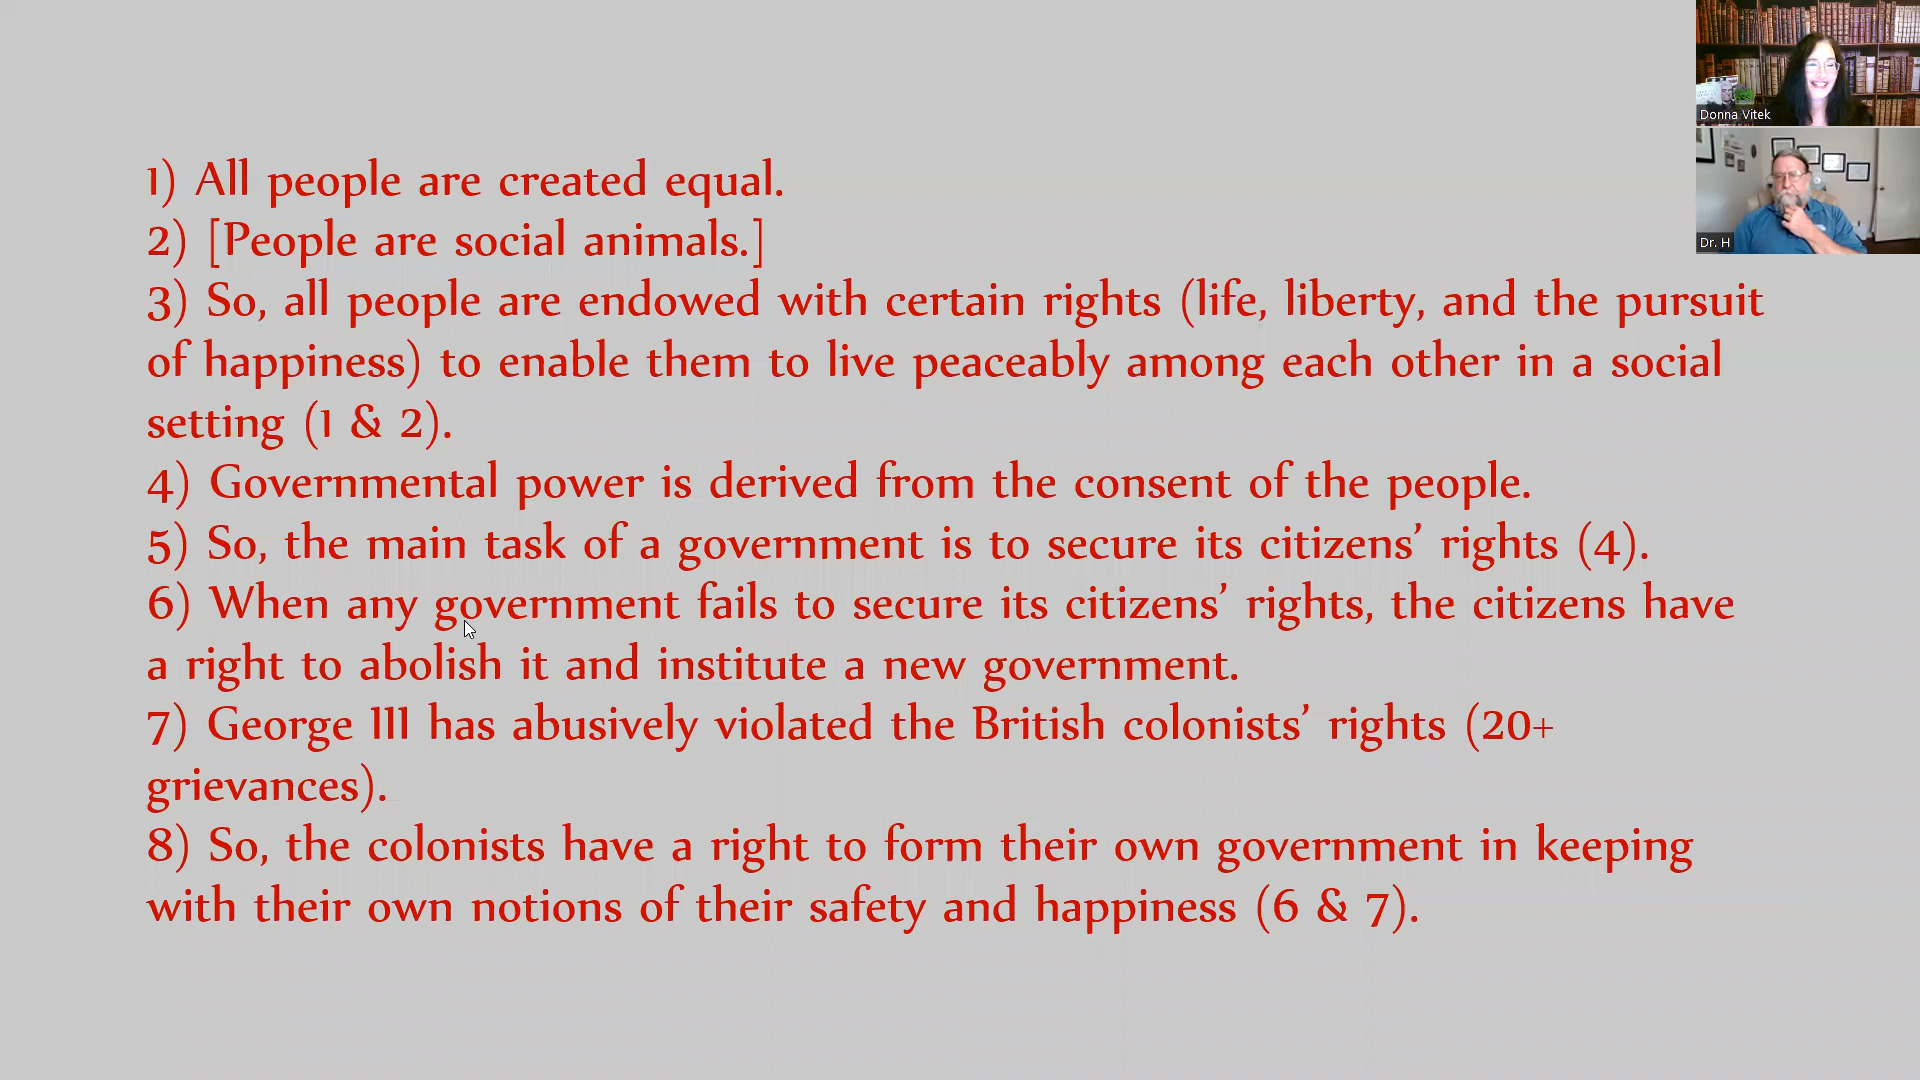 1) All people are created equal.
2) [People are social animals.]
3) So, all people are endowed with certain rights (life, liberty, and the pursuit
of happiness) to enable them to live peaceably among each other in a social
setting (1 & 2).
4) Governmental power is derived from the consent of the people.
5) So, the main task of a government is to secure its citizens’ rights (4).
6) When any government fails to secure its citizens’ rights, the citizens have
a right to abolish it and institute a new government.
7) George III has abusively violated the British colonists’ rights (20+
grievances).
8) So, the colonists have a right to form their own government in keeping
with their own notions of their safety and happiness (6 & 7).
Donna Vitek
Dr. H